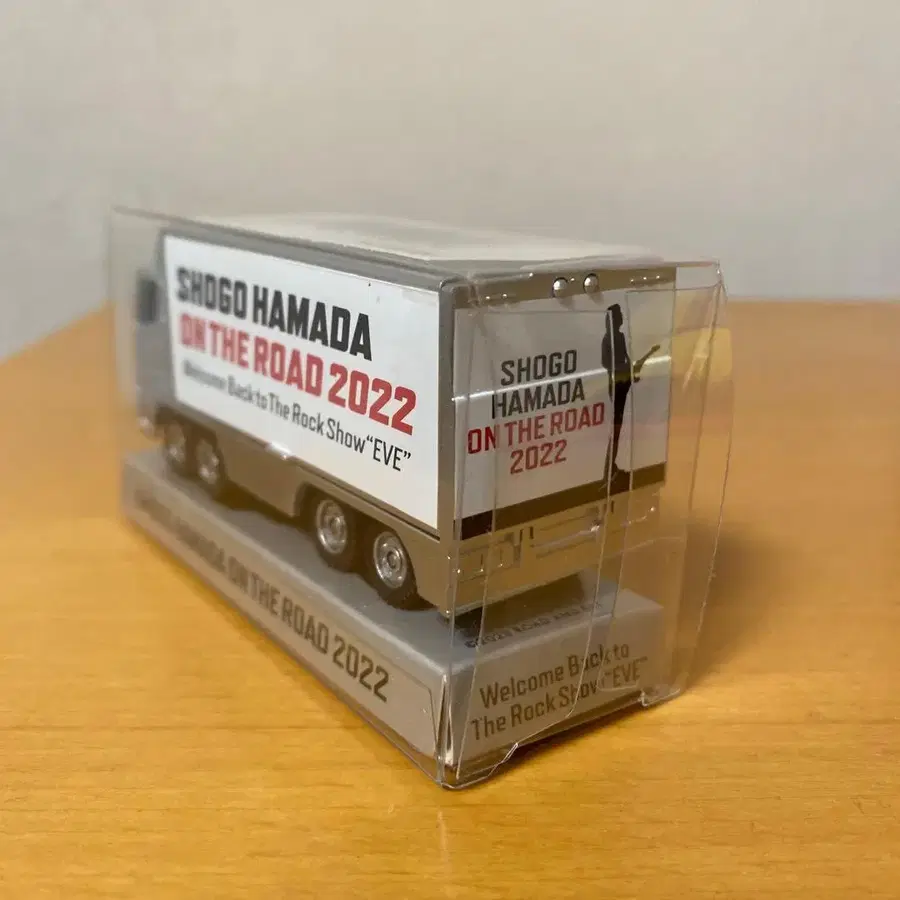 SHOGO HAMADA
ON THE ROAD 2022
Welcome Back to The Rock Show "EVE"
SHOGO
HAMADA
ON THE ROAD
2022
HAMADA ON THE ROAD 2022
Welcome Back to
The Rock Show "EVE"